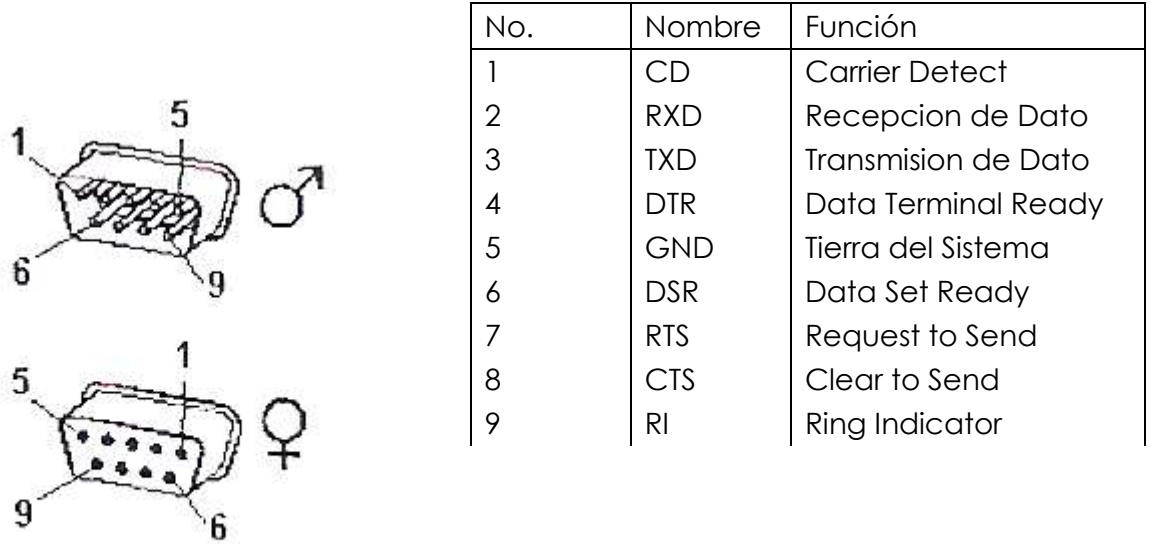 No. Nombre Función
1 CD Carrier Detect
2 RXD Recepcion de Dato
3 TXD Transmision de Dato
4 DTR Data Terminal Ready
5 GND Tierra del Sistema
6 DSR Data Set Ready
7 RTS Request to Send
8 CTS Clear to Send
9 RI Ring Indicator
5
1
6
9
1
5
9
6